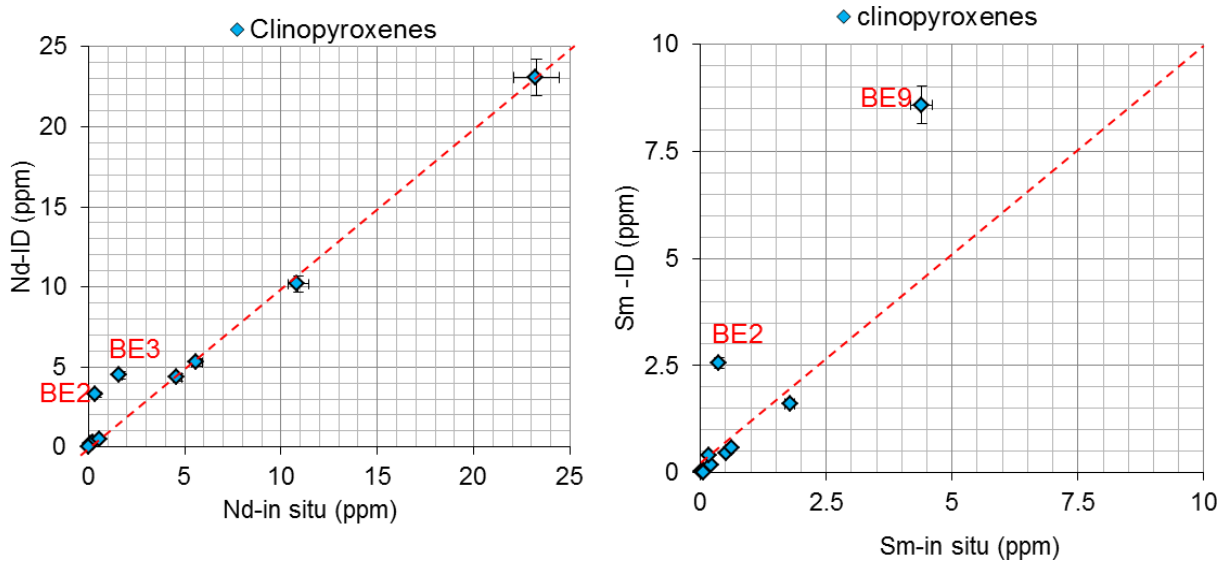 Clinopyroxenes
25
20
15
10
5
0
Nd-ID (ppm)
BE3
BE2
0 5 10 15 20 25
Nd-in situ (ppm)
clinopyroxenes
10
7.5
5
2.5
0
Sm -ID (ppm)
BE9
BE2
0 2.5 5 7.5 10
Sm-in situ (ppm)